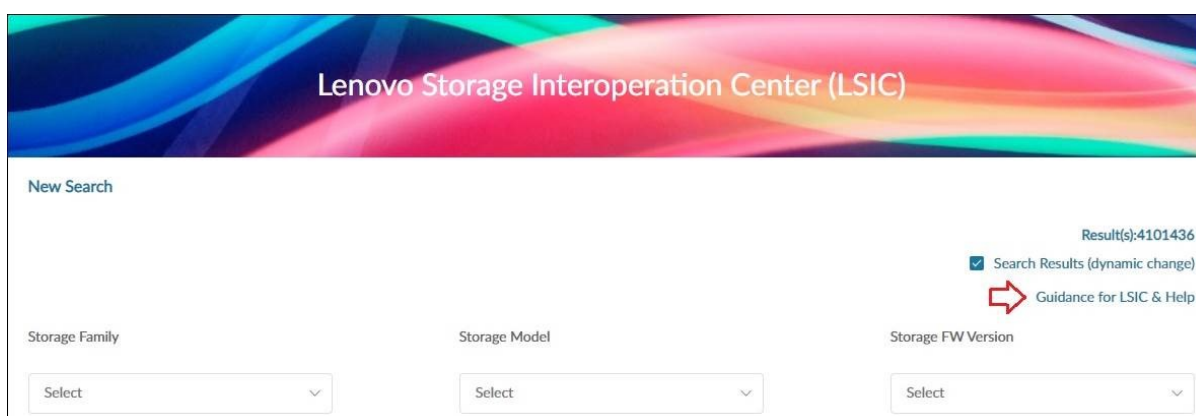 Lenovo Storage Interoperation Center (LSIC)
New Search
Result(s):4101436
Search Results (dynamic change)
Guidance for LSIC & Help
Storage Family
Storage Model
Storage FW Version
Select
Select
Select